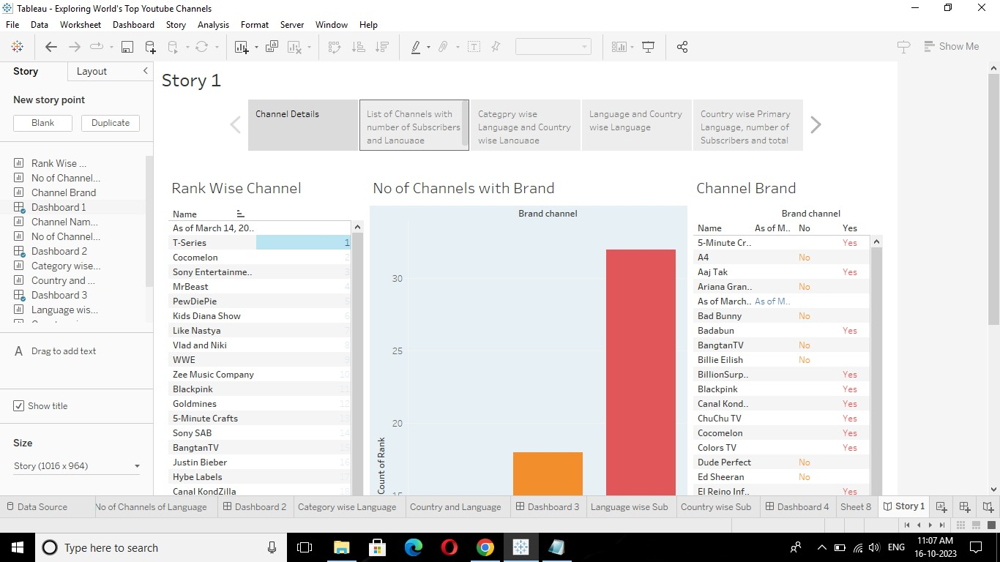 Tableau - Exploring World's Top Youtube Channels
File Data Worksheet Dashboard Story Analysis Format Server Window Help
Show Me
Story Layout
New story point
Blank Duplicate
Rank Wise ...
No of Channel...
Channel Brand
Dashboard 1
Channel Nam...
No of Channel...
Dashboard 2
Category wise...
Country and ...
Dashboard 3
Language wis...
A Drag to add text
Show title
Size
Story (1016 x 964)
Story 1
Channel Details
List of Channels with
number of Subscribers
and Language
Categpry wise
Language and Country
wise Language
Language and Country
wise Language
Country wise Primary
Language, number of
Subscribers and total
Rank Wise Channel
Name
As of March 14, 20..
T-Series 1
Cocomelon 2
Sony Entertainme.. 3
MrBeast 4
PewDiePie 5
Kids Diana Show 6
Like Nastya 7
Vlad and Niki 8
WWE 9
Zee Music Company 10
Blackpink 11
Goldmines 12
5-Minute Crafts 13
Sony SAB 14
BangtanTV 15
Justin Bieber 16
Hybe Labels 17
Canal KondZilla 18
No of Channels with Brand
Brand channel
30
25
20
15
Count of Rank
Channel Brand
Brand channel
Name As of M.. No Yes
5-Minute Cr.. Yes
A4 No
Aaj Tak Yes
Ariana Gran.. No
As of March.. As of M..
Bad Bunny No
Badabun Yes
BangtanTV No
Billie Eilish No
BillionSurp.. Yes
Blackpink Yes
Canal Kond.. Yes
ChuChu TV Yes
Cocomelon Yes
Colors TV Yes
Dude Perfect No
Ed Sheeran No
El Reino Inf.. Yes
Data Source No of Channels of Language Dashboard 2 Category wise Language Country and Language Dashboard 3 Language wise Sub Country wise Sub Dashboard 4 Sheet 8 Story 1
Type here to search
ENG
11:07 AM
16-10-2023